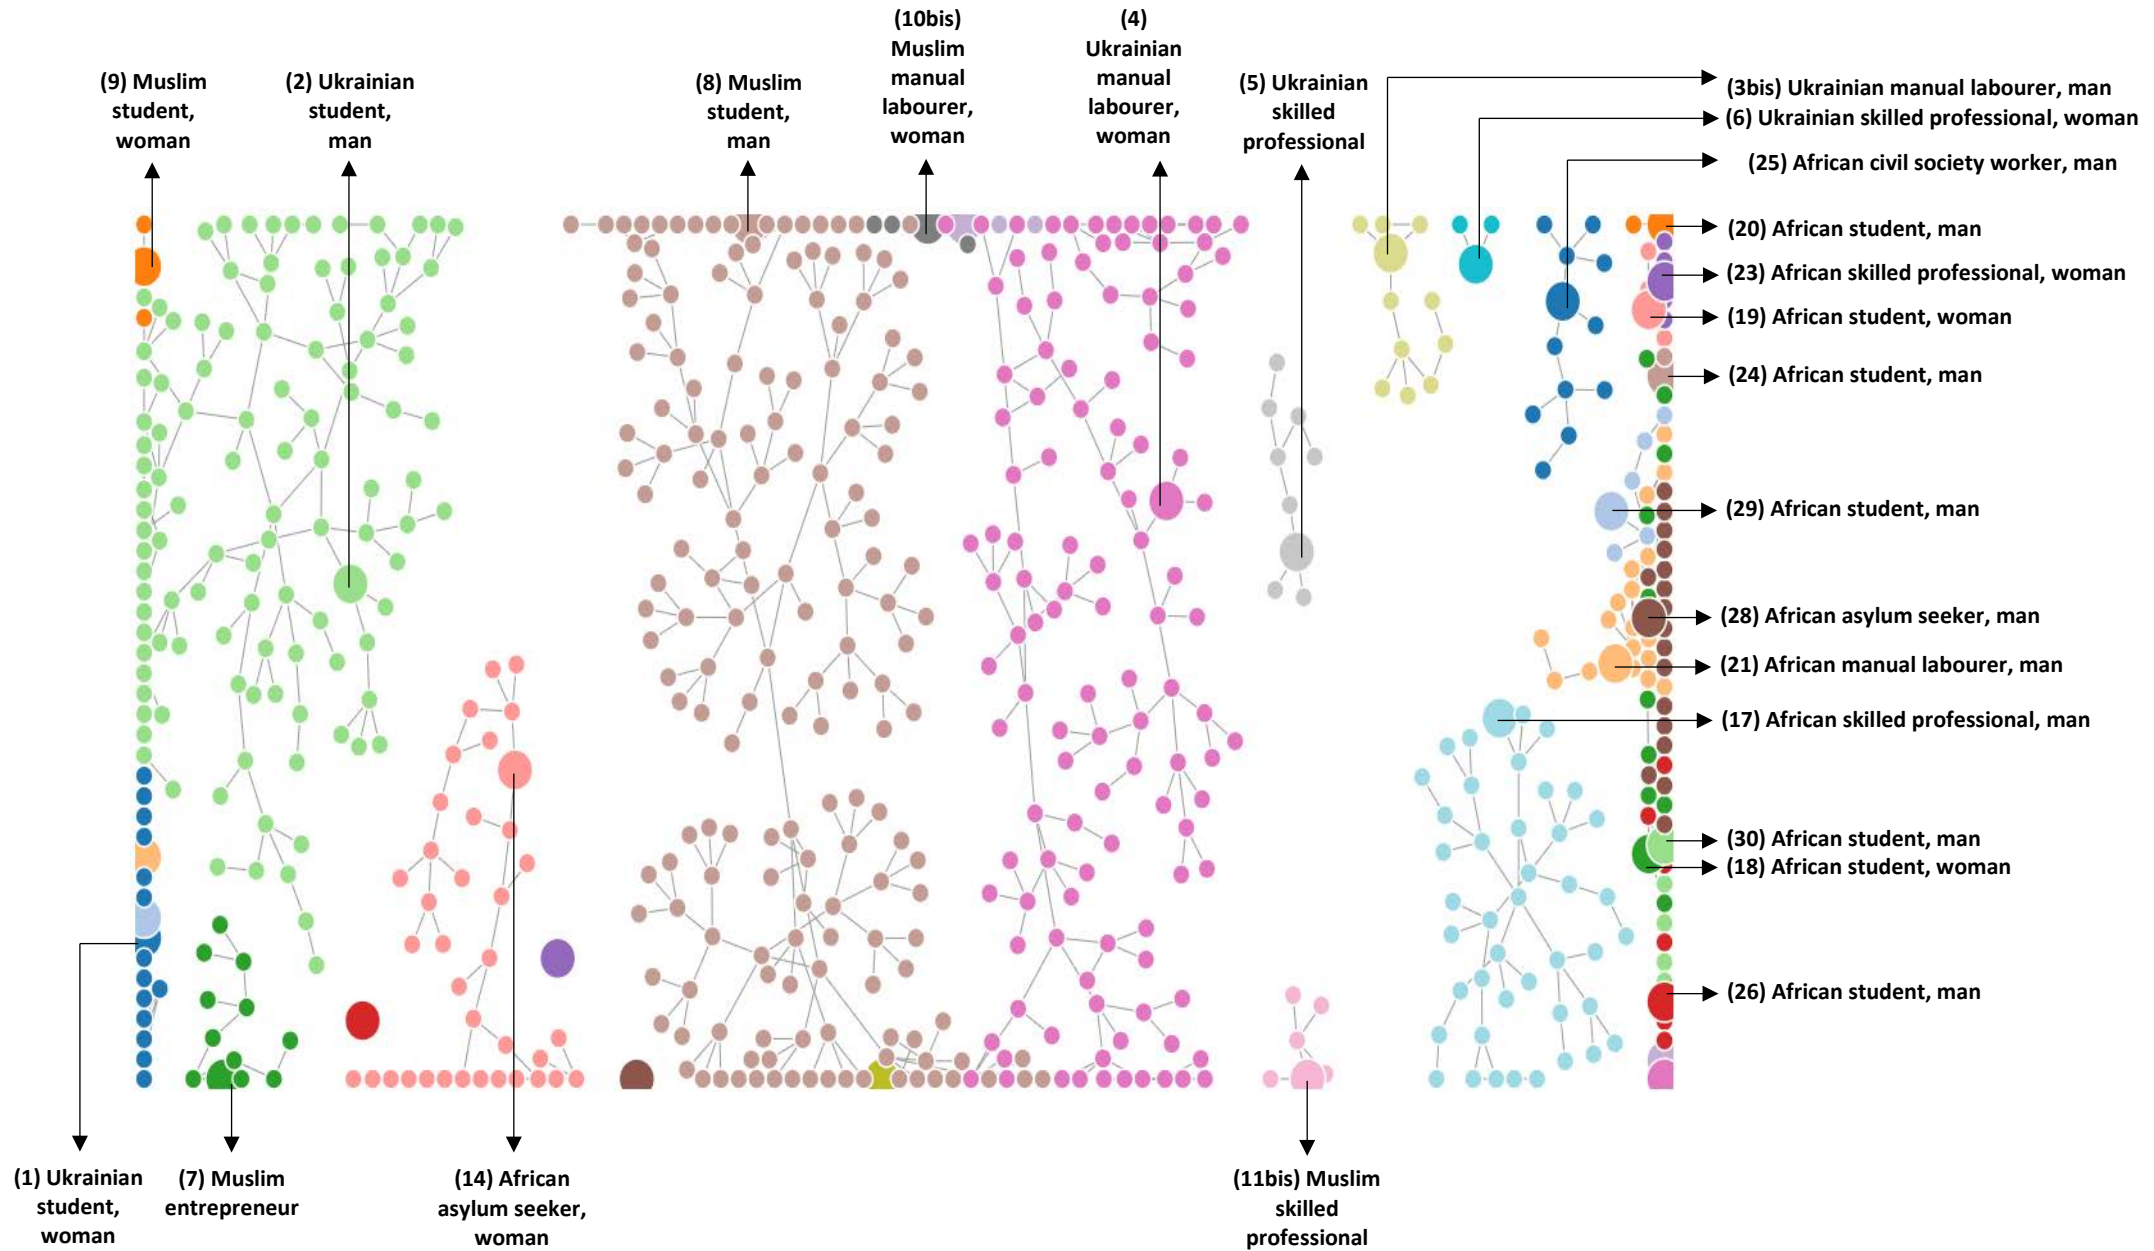 (9) Muslim
student,
woman
(2) Ukrainian
student,
man
(8) Muslim
student,
man
(10bis)
Muslim
manual
labourer,
woman
(4)
Ukrainian
manual
labourer,
woman
(5) Ukrainian
skilled
professional
(3bis) Ukrainian manual labourer, man
(6) Ukrainian skilled professional, woman
(25) African civil society worker, man
(20) African student, man
(23) African skilled professional, woman
(19) African student, woman
(24) African student, man
(29) African student, man
(28) African asylum seeker, man
(21) African manual labourer, man
(17) African skilled professional, man
(30) African student, man
(18) African student, woman
(26) African student, man
(1) Ukrainian
student,
woman
(7) Muslim
entrepreneur
(14) African
asylum seeker,
woman
(11bis) Muslim
skilled
professional